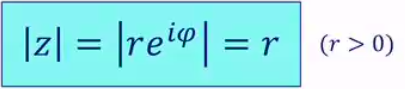 |z| = |re^{iφ}| = r (r > 0)